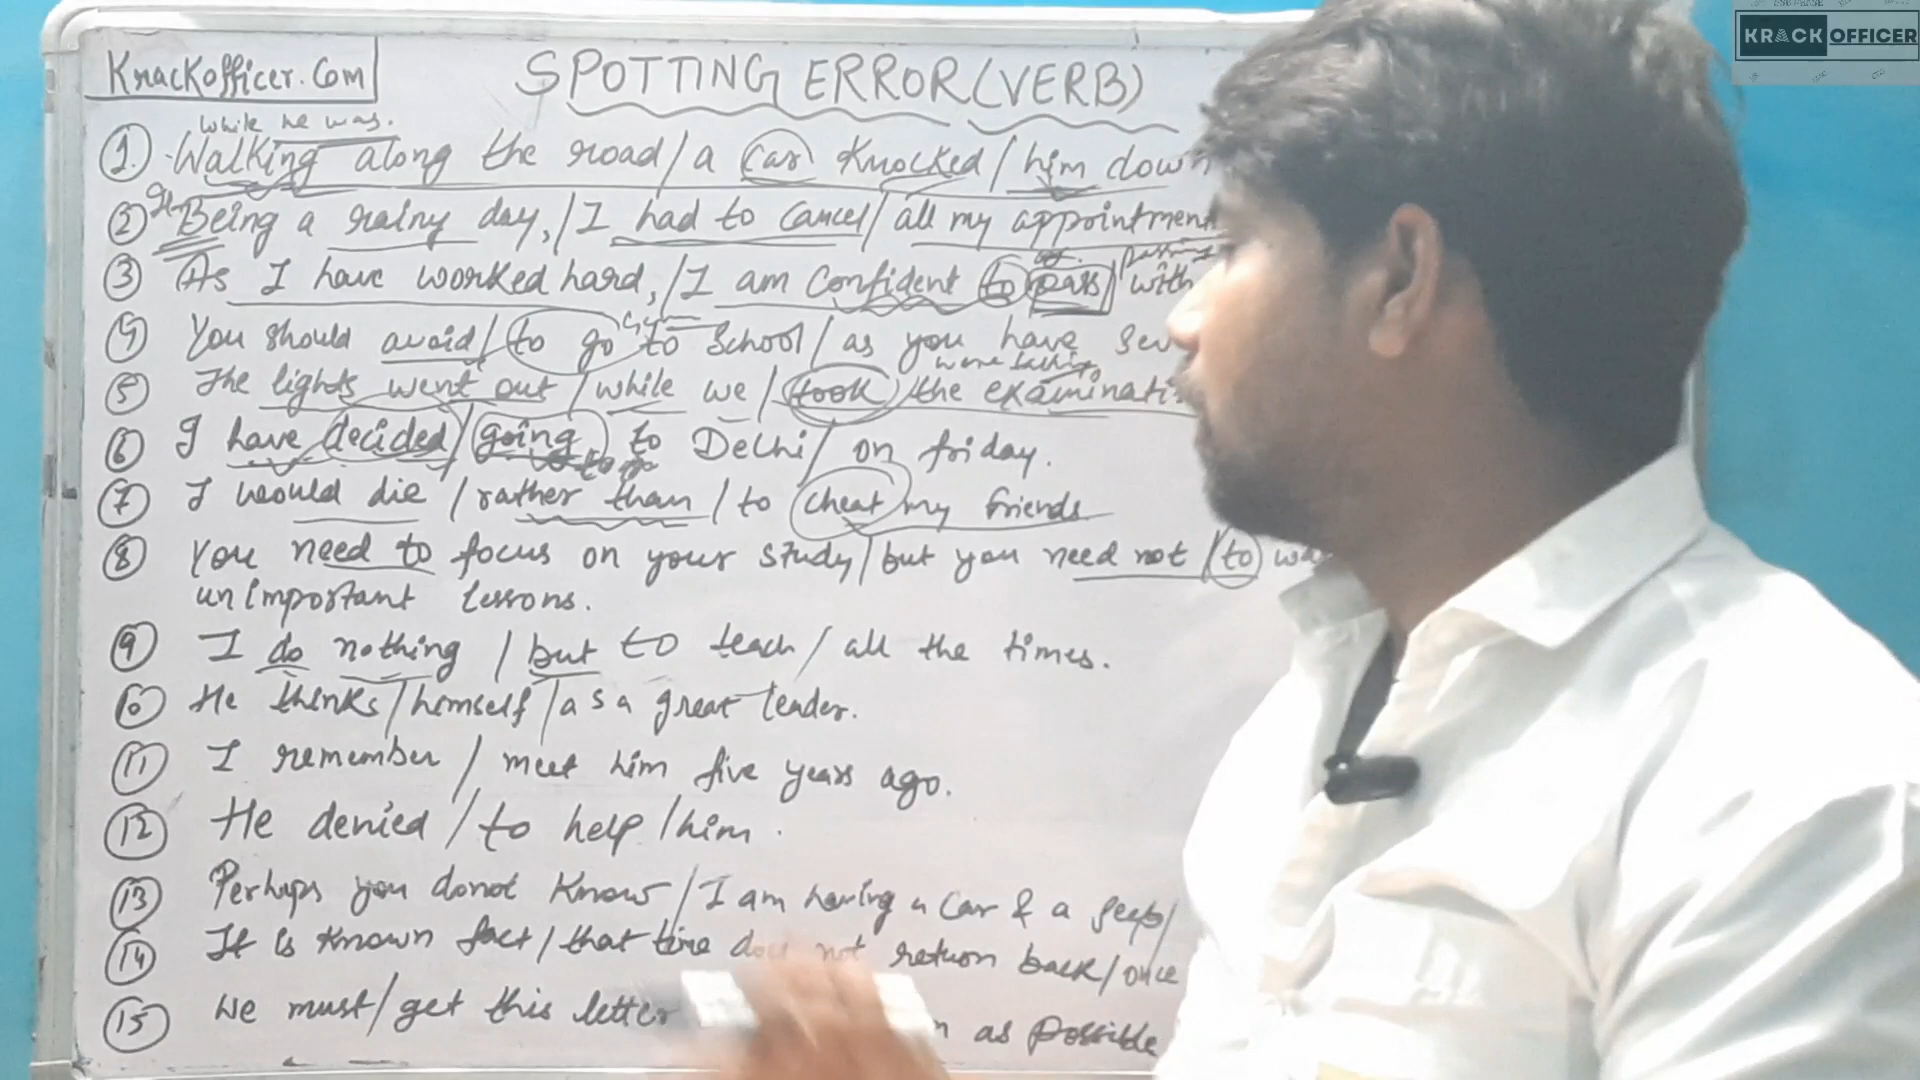 KRACK OFFICER
KrackOfficer.Com
SPOTTING ERROR (VERB)
while he was.
1. Walking along the road/a car knocked/him down
2 Being a rainy day,/I had to cancel/all my appointment
3 As I have worked hard,/I am confident to pass/with
of. passing
4 You should avoid/to go to School/as you have sev
were taking
5 The lights went out/while we/took/the examinati
6 I have decided/going to Delhi/on friday.
to go
7 I would die/rather than/to cheat my friends
8 You need to focus on your study/but you need not/to wa
unimportant lessons.
9 I do nothing/but to teach/all the times.
10 He thinks/himself/as a great leader.
11 I remember/meet him five years ago.
12 He denied/to help/him.
13 Perhaps you donot know/I am having a car & a jeep/
14 It is known fact/that time does not return back/once
15 We must/get this letter as possible